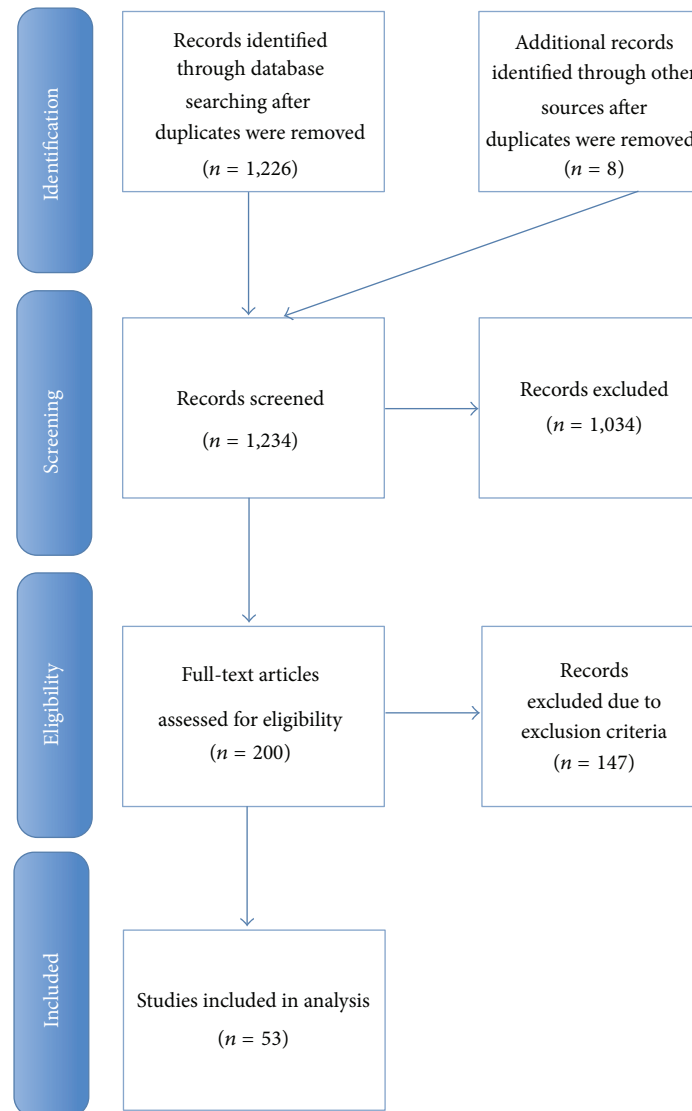 Identification
Records identified
through database
searching after
duplicates were removed
(n = 1,226)
Additional records
identified through other
sources after
duplicates were removed
(n = 8)
Screening
Records screened
(n = 1,234)
Records excluded
(n = 1,034)
Eligibility
Full-text articles
assessed for eligibility
(n = 200)
Records
excluded due to
exclusion criteria
(n = 147)
Included
Studies included in analysis
(n = 53)